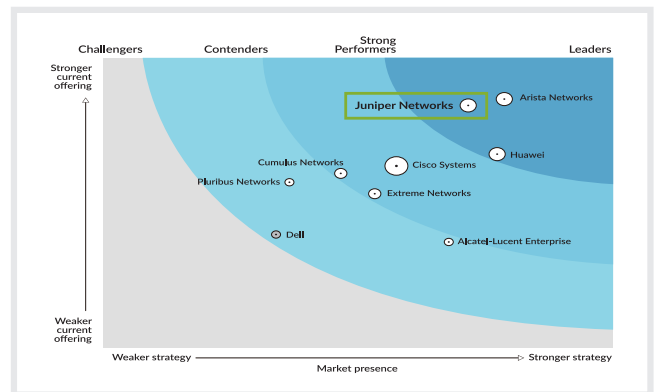 Challengers
Contenders
Strong
Performers
Leaders
Stronger
current
offering
Juniper Networks
Arista Networks
Huawei
Cumulus Networks
Cisco Systems
Pluribus Networks
Extreme Networks
Dell
Alcatel-Lucent Enterprise
Weaker
current
offering
Weaker strategy
Stronger strategy
Market presence